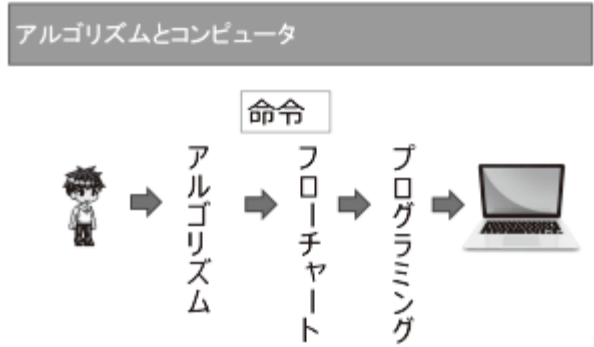 アルゴリズムとコンピュータ
命令
アルゴリズム
フローチャート
プログラミング